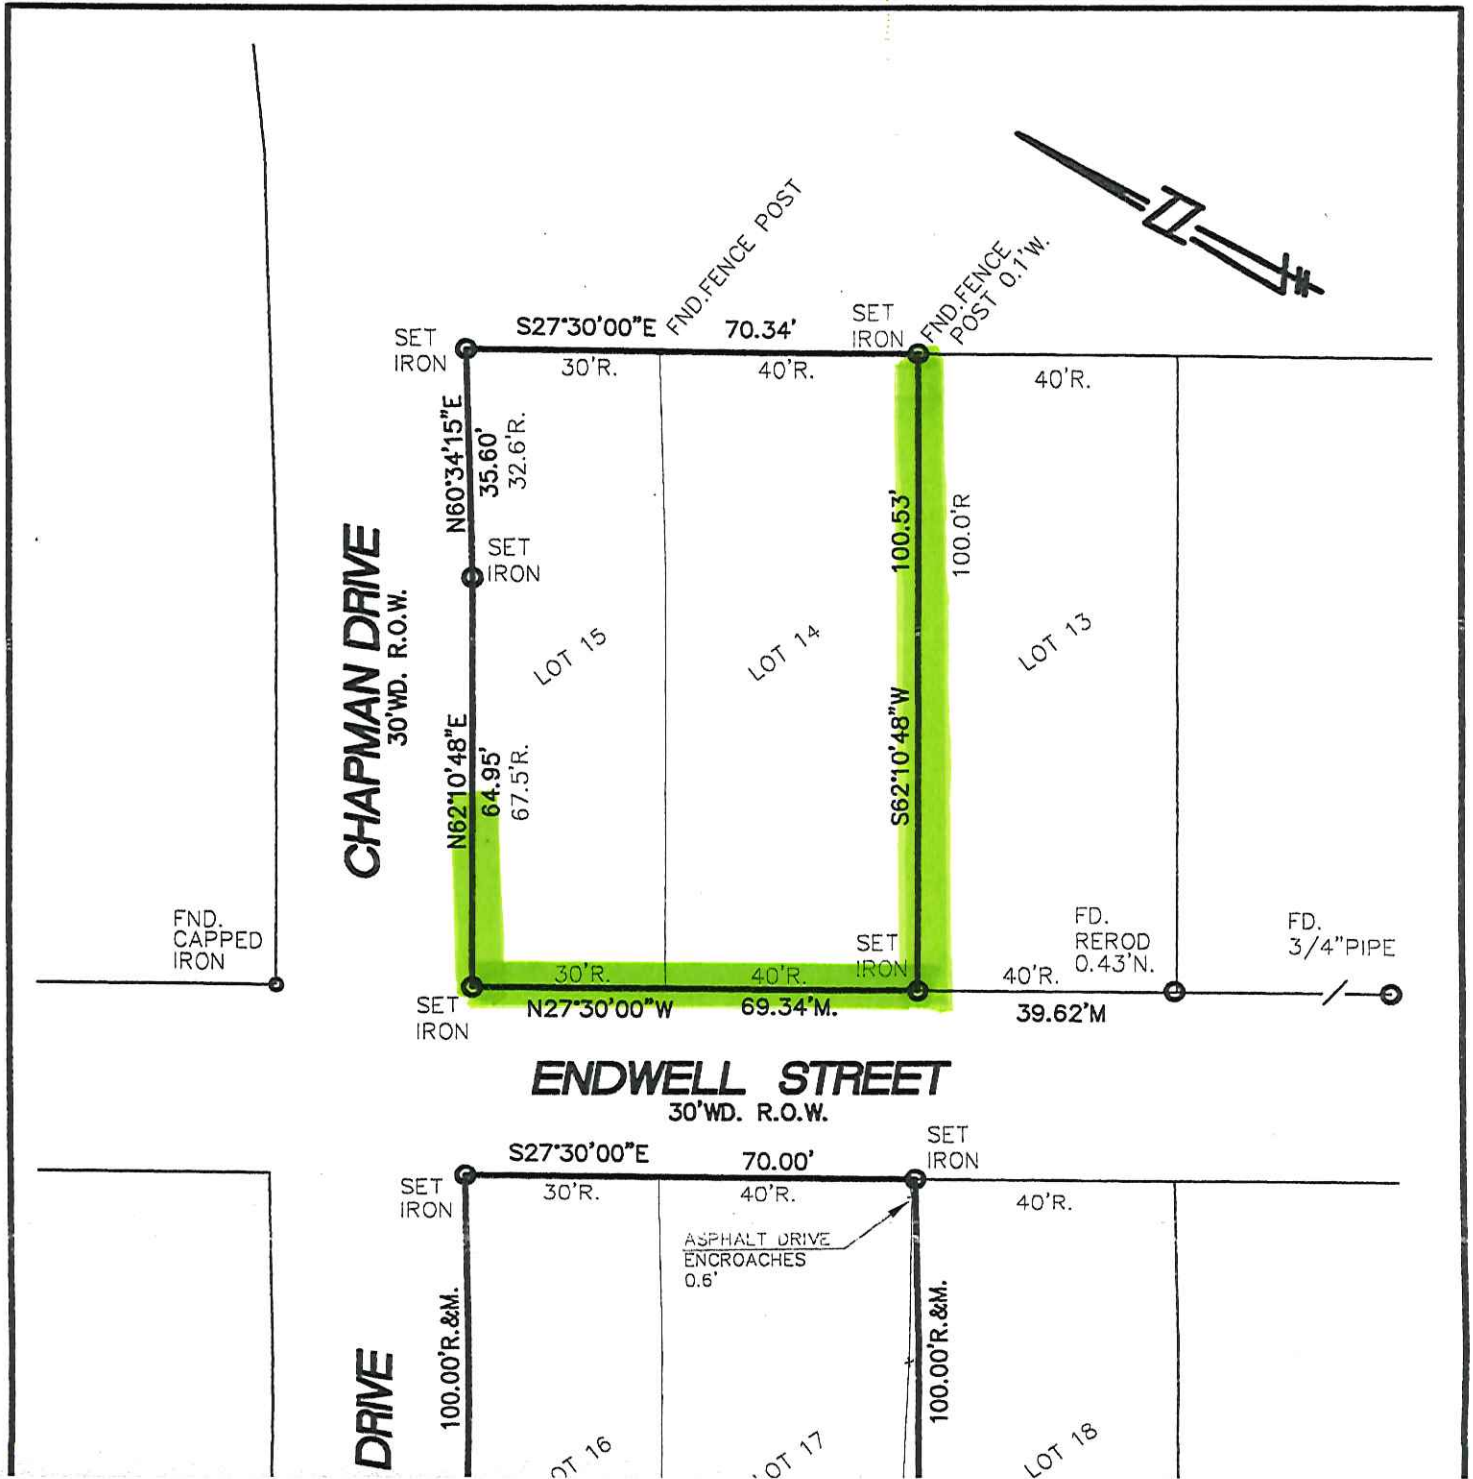 FND.FENCE POST
FND.FENCE
POST 0.1'W.
SET
IRON
S27°30'00"E
70.34'
SET
IRON
30'R.
40'R.
40'R.
N60°34'15"E
35.60'
32.6'R.
SET
IRON
100.53'
100.0'R
CHAPMAN DRIVE
30'WD. R.O.W.
LOT 15
LOT 14
LOT 13
N62°10'48"E
64.95'
67.5'R.
S62°10'48"W
FND.
CAPPED
IRON
SET
IRON
FD.
REROD
0.43'N.
FD.
3/4"PIPE
30'R.
40'R.
40'R.
SET
IRON
N27°30'00"W
69.34'M.
39.62'M
ENDWELL STREET
30'WD. R.O.W.
S27°30'00"E
70.00'
SET
IRON
SET
IRON
30'R.
40'R.
40'R.
ASPHALT DRIVE
ENCROACHES
0.6'
100.00'R.&M.
100.00'R.&M.
DRIVE
OT 16
OT 17
LOT 18